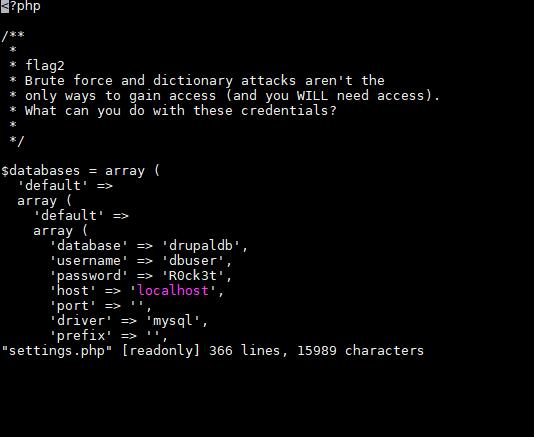 <?php

/**
 *
 * flag2
 * Brute force and dictionary attacks aren't the
 * only ways to gain access (and you WILL need access).
 * What can you do with these credentials?
 *
 */

$databases = array (
  'default' =>
  array (
    'default' =>
    array (
      'database' => 'drupaldb',
      'username' => 'dbuser',
      'password' => 'R0ck3t',
      'host' => 'localhost',
      'port' => '',
      'driver' => 'mysql',
      'prefix' => '',
"settings.php" [readonly] 366 lines, 15989 characters